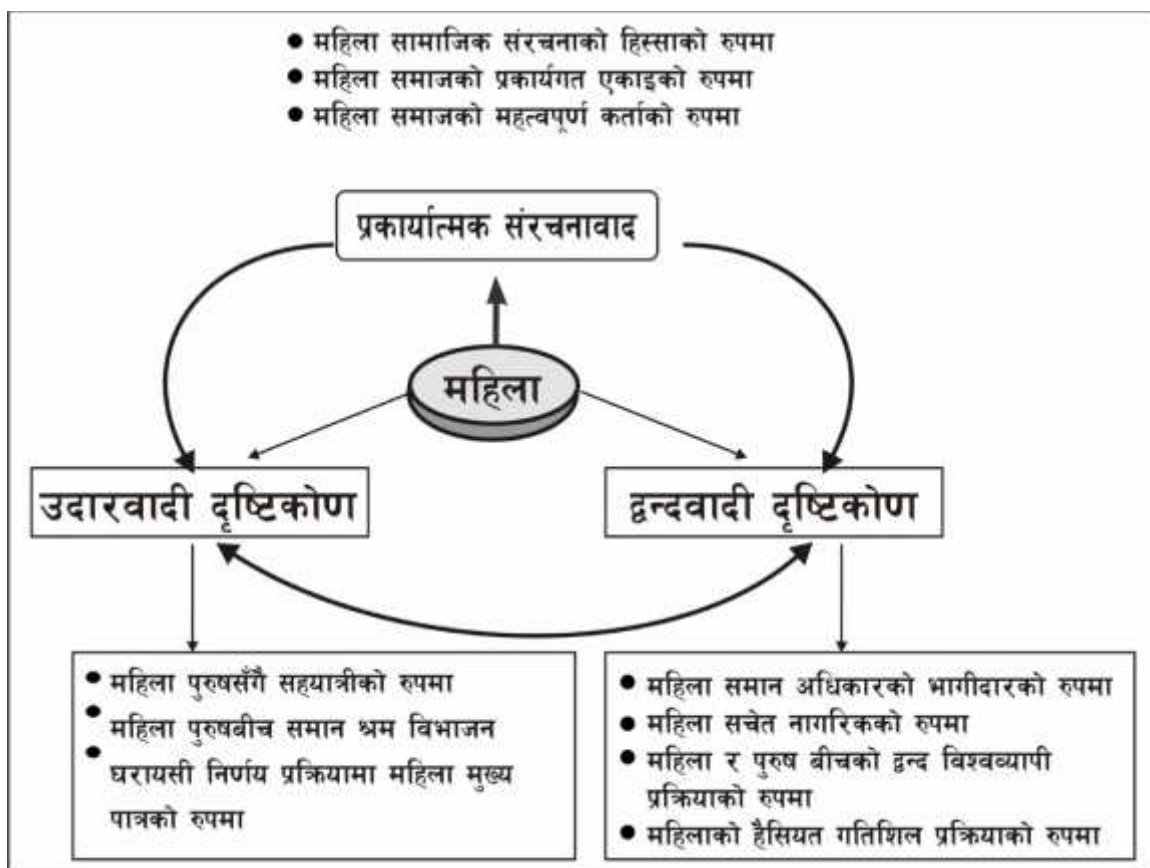 ● महिला सामाजिक संरचनाको हिस्साको रुपमा
● महिला समाजको प्रकार्यगत एकाइको रुपमा
● महिला समाजको महत्वपूर्ण कर्ताको रुपमा
प्रकार्यात्मक संरचनावाद
महिला
उदारवादी दृष्टिकोण
द्वन्दवादी दृष्टिकोण
● महिला पुरुषसँगै सहयात्रीको रुपमा
● महिला पुरुषबीच समान श्रम विभाजन
● घरायसी निर्णय प्रक्रियामा महिला मुख्य
पात्रको रुपमा
● महिला समान अधिकारको भागीदारको रुपमा
● महिला सचेत नागरिकको रुपमा
● महिला र पुरुष बीचको द्वन्द विश्वव्यापी
प्रक्रियाको रुपमा
● महिलाको हैसियत गतिशिल प्रक्रियाको रुपमा